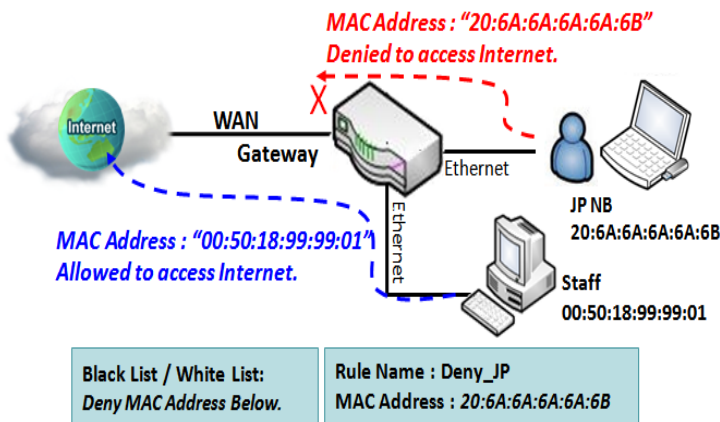 MAC Address : “20:6A:6A:6A:6A:6B”
Denied to access Internet.
X
Internet
WAN
Gateway
Ethernet
Ethernet
JP NB
20:6A:6A:6A:6A:6B
MAC Address : “00:50:18:99:99:01”
Allowed to access Internet.
Staff
00:50:18:99:99:01
Black List / White List:
Deny MAC Address Below.
Rule Name : Deny_JP
MAC Address : 20:6A:6A:6A:6A:6B